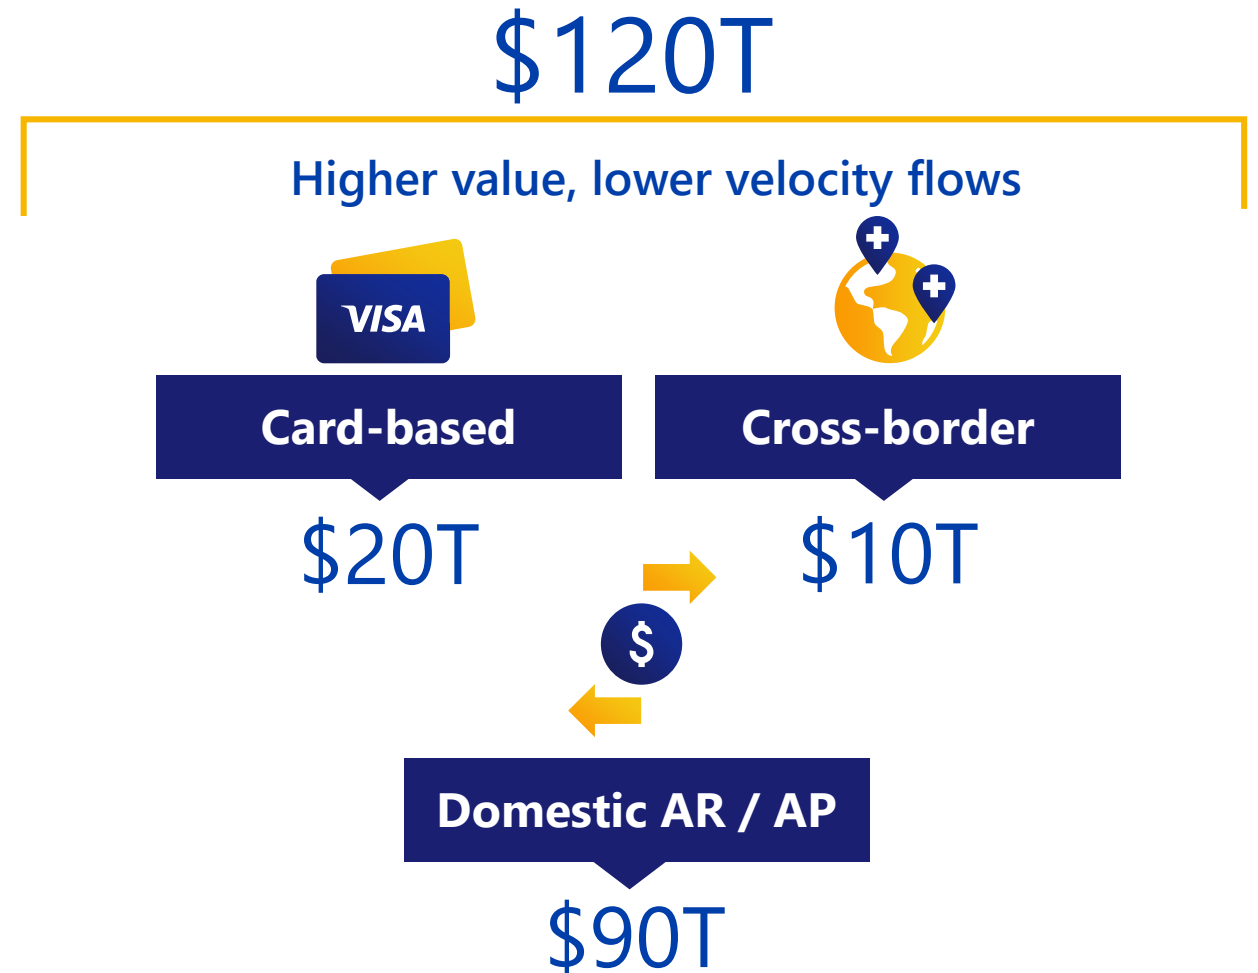 $120T
Higher value, lower velocity flows
VISA
Card-based
$20T
Cross-border
$10T
$
Domestic AR / AP
$90T